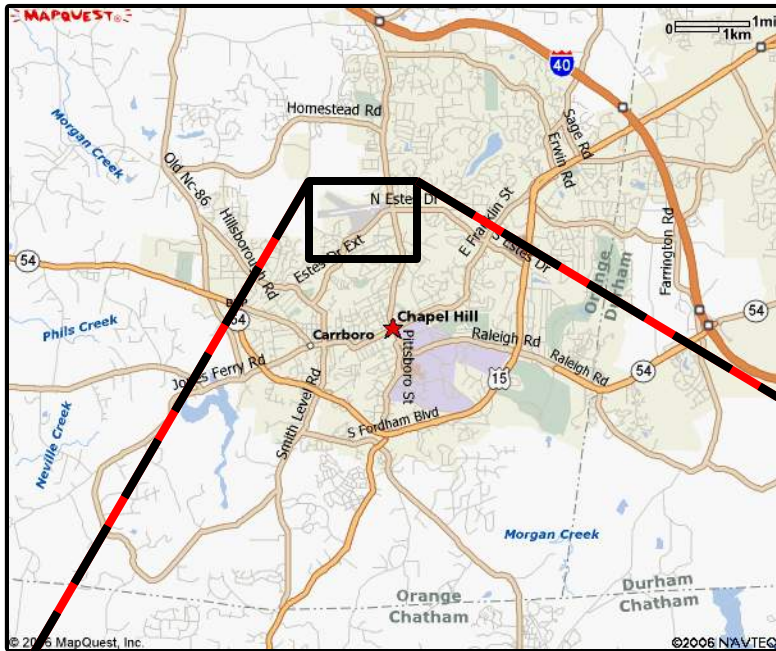 MAPQUEST
0 1mi
1km
40
Homestead Rd
Sage Rd
Erwin Rd
Morgan Creek
Old Nc-86
N Estes Dr
E Franklin St
Hillsborough Rd
Estes Dr Ext
S Estes Dr
Farrington Rd
Orange
Durham
54
54
54
Phils Creek
Chapel Hill
Carrboro
Raleigh Rd
Pittsboro St
Raleigh Rd
54
Jones Ferry Rd
15
Smith Level Rd
S Fordham Blvd
Neville Creek
Morgan Creek
Orange
Chatham
Durham
Chatham
MapQuest, Inc.
©2006 NAVTEQ